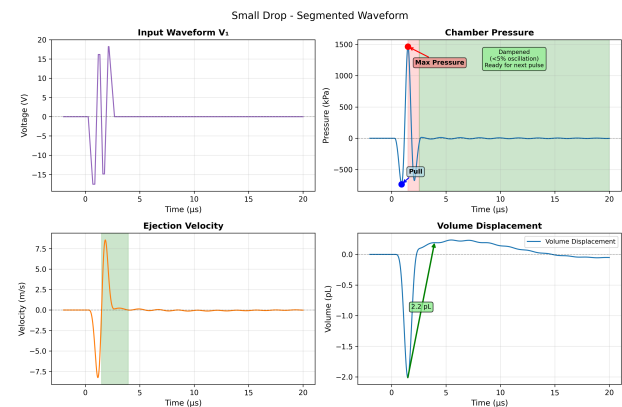 Small Drop - Segmented Waveform
Input Waveform V₁
Voltage (V)
20
15
10
5
0
−5
−10
−15
0
5
10
15
20
Time (μs)
Chamber Pressure
Pressure (kPa)
1500
1000
500
0
−500
Max Pressure
Pull
Dampened
(<5% oscillation)
Ready for next pulse
0
5
10
15
20
Time (μs)
Ejection Velocity
Velocity (m/s)
7.5
5.0
2.5
0.0
−2.5
−5.0
−7.5
0
5
10
15
20
Time (μs)
Volume Displacement
Volume (pL)
0.0
−0.5
−1.0
−1.5
−2.0
Volume Displacement
2.2 pL
0
5
10
15
20
Time (μs)